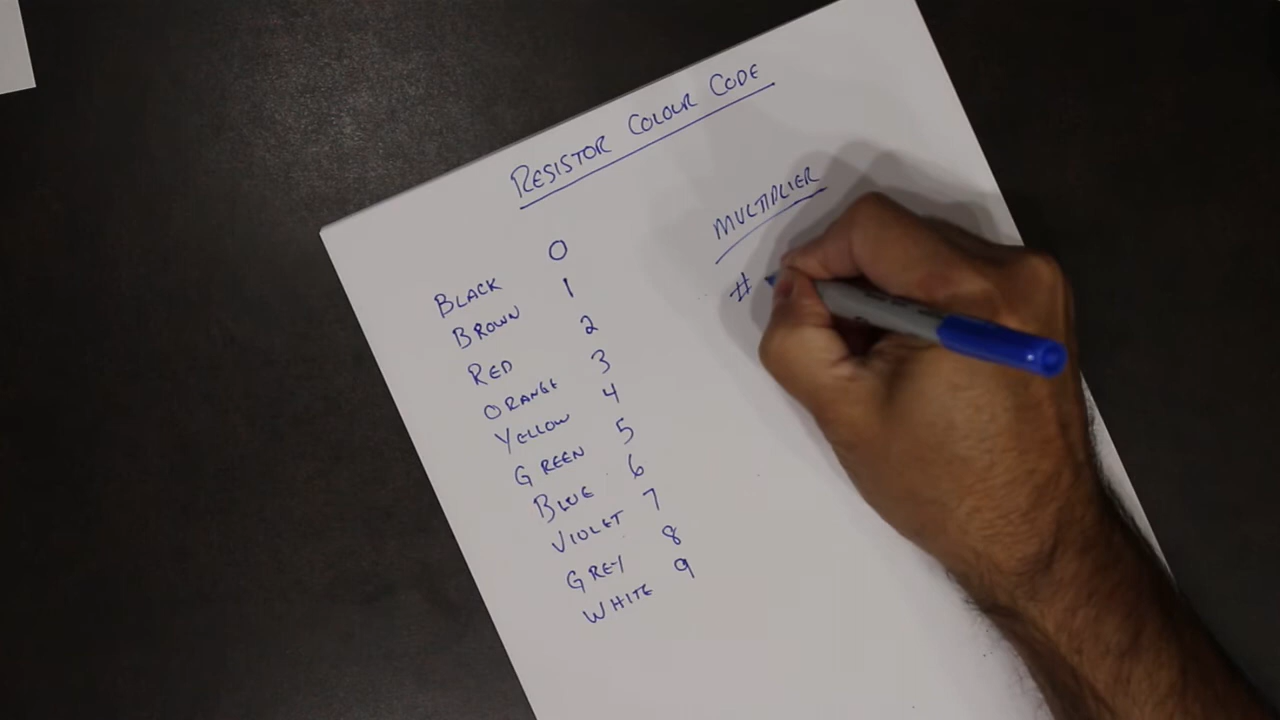 RESISTOR COLOUR CODE
MULTIPLIER
#
BLACK 0
BROWN 1
RED 2
ORANGE 3
YELLOW 4
GREEN 5
BLUE 6
VIOLET 7
GREY 8
WHITE 9